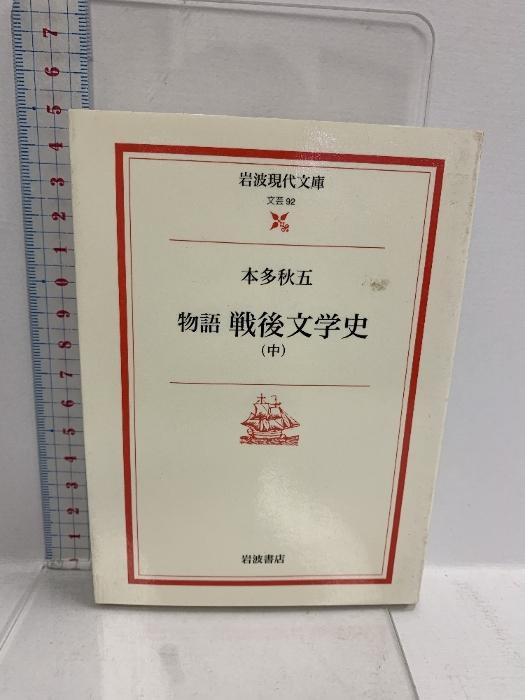 岩波現代文庫
文芸 92
本多秋五
物語 戦後文学史
(中)
岩波書店